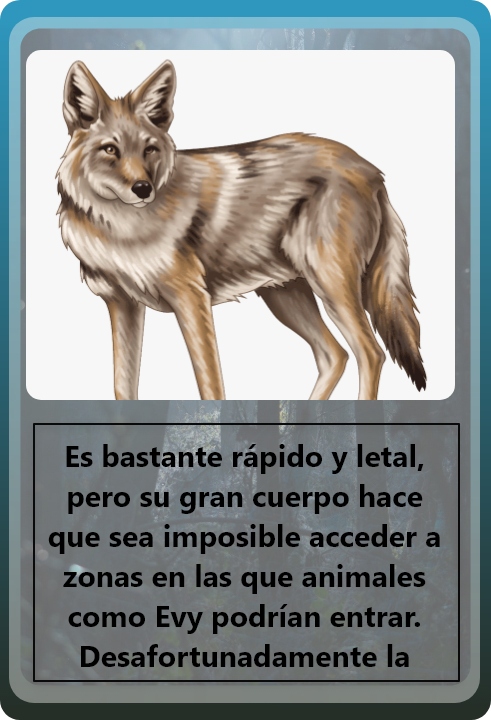 Es bastante rápido y letal,
pero su gran cuerpo hace
que sea imposible acceder a
zonas en las que animales
como Evy podrían entrar.
Desafortunadamente la